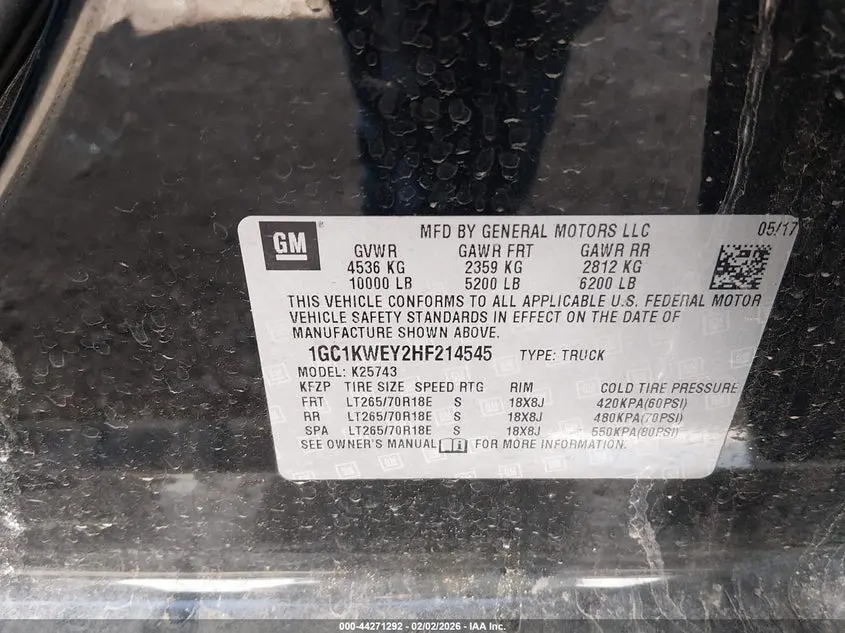 GM
MFD BY GENERAL MOTORS LLC 05/17
GVWR GAWR FRT GAWR RR
4536 KG 2359 KG 2812 KG
10000 LB 5200 LB 6200 LB
THIS VEHICLE CONFORMS TO ALL APPLICABLE U.S. FEDERAL MOTOR
VEHICLE SAFETY STANDARDS IN EFFECT ON THE DATE OF
MANUFACTURE SHOWN ABOVE.
1GC1KWEY2HF214545 TYPE: TRUCK
MODEL: K25743
KFZP TIRE SIZE SPEED RTG RIM COLD TIRE PRESSURE
FRT LT265/70R18E S 18X8J 420KPA(60PSI)
RR LT265/70R18E S 18X8J 480KPA(70PSI)
SPA LT265/70R18E S 18X8J 550KPA(80PSI)
SEE OWNER'S MANUAL FOR MORE INFORMATION.
000-44271292 - 02/02/2026 - IAA Inc.